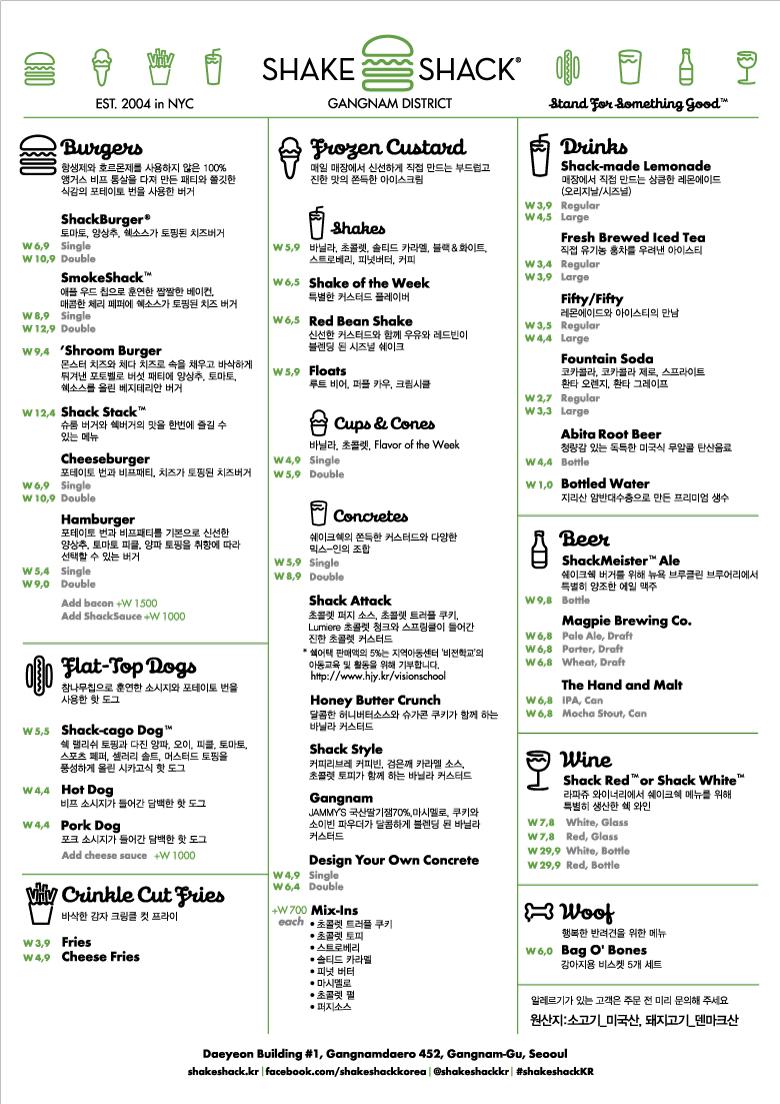 SHAKE SHACK®
EST. 2004 in NYC
GANGNAM DISTRICT
Stand For Something Good™
Burgers
항생제와 호르몬제를 사용하지 않은 100%
앵거스 비프 통살을 다져 만든 패티와 쫄깃한
식감의 포테이토 번을 사용한 버거
ShackBurger®
토마토, 양상추, 쉑소스가 토핑된 치즈버거
W 6,9 Single
W 10,9 Double
SmokeShack™
애플 우드 칩으로 훈연한 짭짤한 베이컨,
매콤한 체리 페퍼에 쉑소스가 토핑된 치즈 버거
W 8,9 Single
W 12,9 Double
W 9,4 ‘Shroom Burger
몬스터 치즈와 체다 치즈로 속을 채우고 바삭하게
튀겨낸 포토벨로 버섯 패티에 양상추, 토마토,
쉑소스를 올린 베지테리안 버거
W 12,4 Shack Stack™
슈룸 버거와 쉑버거의 맛을 한번에 즐길 수
있는 메뉴
Cheeseburger
포테이토 번과 비프패티, 치즈가 토핑된 치즈버거
W 6,9 Single
W 10,9 Double
Hamburger
포테이토 번과 비프패티를 기본으로 신선한
양상추, 토마토 피클, 양파 토핑을 취향에 따라
선택할 수 있는 버거
W 5,4 Single
W 9,0 Double
Add bacon +W 1500
Add ShackSauce +W 1000
Flat-Top Dogs
참나무칩으로 훈연한 소시지와 포테이토 번을
사용한 핫 도그
W 5,5 Shack-cago Dog™
쉑 랠리쉬 토핑과 다진 양파, 오이, 피클, 토마토,
스포츠 페퍼, 셀러리 솔트, 머스터드 토핑을
풍성하게 올린 시카고식 핫 도그
W 4,4 Hot Dog
비프 소시지가 들어간 담백한 핫 도그
W 4,4 Pork Dog
포크 소시지가 들어간 담백한 핫 도그
Add cheese sauce +W 1000
Crinkle Cut Fries
바삭한 감자 크링클 컷 프라이
W 3,9 Fries
W 4,9 Cheese Fries
Frozen Custard
매일 매장에서 신선하게 직접 만드는 부드럽고
진한 맛의 쫀득한 아이스크림
Shakes
W 5,9 바닐라, 초콜렛, 솔티드 카라멜, 블랙 & 화이트,
스트로베리, 피넛버터, 커피
W 6,5 Shake of the Week
특별한 커스터드 플레이버
W 6,5 Red Bean Shake
신선한 커스터드와 함께 우유와 레드빈이
블렌딩 된 시즈널 쉐이크
W 5,9 Floats
루트 비어, 퍼플 카우, 크림시클
Cups & Cones
바닐라, 초콜렛, Flavor of the Week
W 4,9 Single
W 5,9 Double
Concretes
쉐이크쉑의 쫀득한 커스터드와 다양한
믹스-인의 조합
W 5,9 Single
W 8,9 Double
Shack Attack
초콜렛 퍼지 소스, 초콜렛 트러플 쿠키,
Lumiere 초콜렛 청크와 스프링클이 들어간
진한 초콜렛 커스터드
* 쉑어택 판매액의 5%는 지역아동센터 '비전학교'의
아동교육 및 활동을 위해 기부합니다.
http://www.hjy.kr/visionschool
Honey Butter Crunch
달콤한 허니버터소스와 슈가콘 쿠키가 함께 하는
바닐라 커스터드
Shack Style
커피리브레 커피빈, 검은깨 카라멜 소스,
초콜렛 토피가 함께 하는 바닐라 커스터드
Gangnam
JAMMY'S 국산딸기잼70%,마시멜로, 쿠키와
소이빈 파우더가 달콤하게 블렌딩 된 바닐라
커스터드
Design Your Own Concrete
W 4,9 Single
W 6,4 Double
+W 700 each Mix-Ins
• 초콜렛 트러플 쿠키
• 초콜렛 토피
• 스트로베리
• 솔티드 카라멜
• 피넛 버터
• 마시멜로
• 초콜렛 펄
• 퍼지소스
Drinks
Shack-made Lemonade
매장에서 직접 만드는 상큼한 레몬에이드
(오리지날/시즈널)
W 3,9 Regular
W 4,5 Large
Fresh Brewed Iced Tea
직접 유기농 홍차를 우려낸 아이스티
W 3,4 Regular
W 3,9 Large
Fifty/Fifty
레몬에이드와 아이스티의 만남
W 3,5 Regular
W 4,4 Large
Fountain Soda
코카콜라, 코카콜라 제로, 스프라이트
환타 오렌지, 환타 그레이프
W 2,7 Regular
W 3,3 Large
Abita Root Beer
청량감 있는 독특한 미국식 무알콜 탄산음료
W 4,4 Bottle
W 1,0 Bottled Water
지리산 암반대수층으로 만든 프리미엄 생수
Beer
ShackMeister™ Ale
쉐이크쉑 버거를 위해 뉴욕 브루클린 브루어리에서
특별히 양조한 에일 맥주
W 9,8 Bottle
Magpie Brewing Co.
W 6,8 Pale Ale, Draft
W 6,8 Porter, Draft
W 6,8 Wheat, Draft
The Hand and Malt
W 6,8 IPA, Can
W 6,8 Mocha Stout, Can
Wine
Shack Red™ or Shack White™
라파쥬 와이너리에서 쉐이크쉑 메뉴를 위해
특별히 생산한 쉑 와인
W 7,8 White, Glass
W 7,8 Red, Glass
W 29,9 White, Bottle
W 29,9 Red, Bottle
Woof
행복한 반려견을 위한 메뉴
W 6,0 Bag O' Bones
강아지용 비스켓 5개 세트
알레르기가 있는 고객은 주문 전 미리 문의해 주세요
원산지:소고기_미국산, 돼지고기_덴마크산
Daeyeon Building #1, Gangnamdaero 452, Gangnam-Gu, Seooul
shakeshack.kr | facebook.com/shakeshackkorea | @shakeshackkr | #shakeshackKR